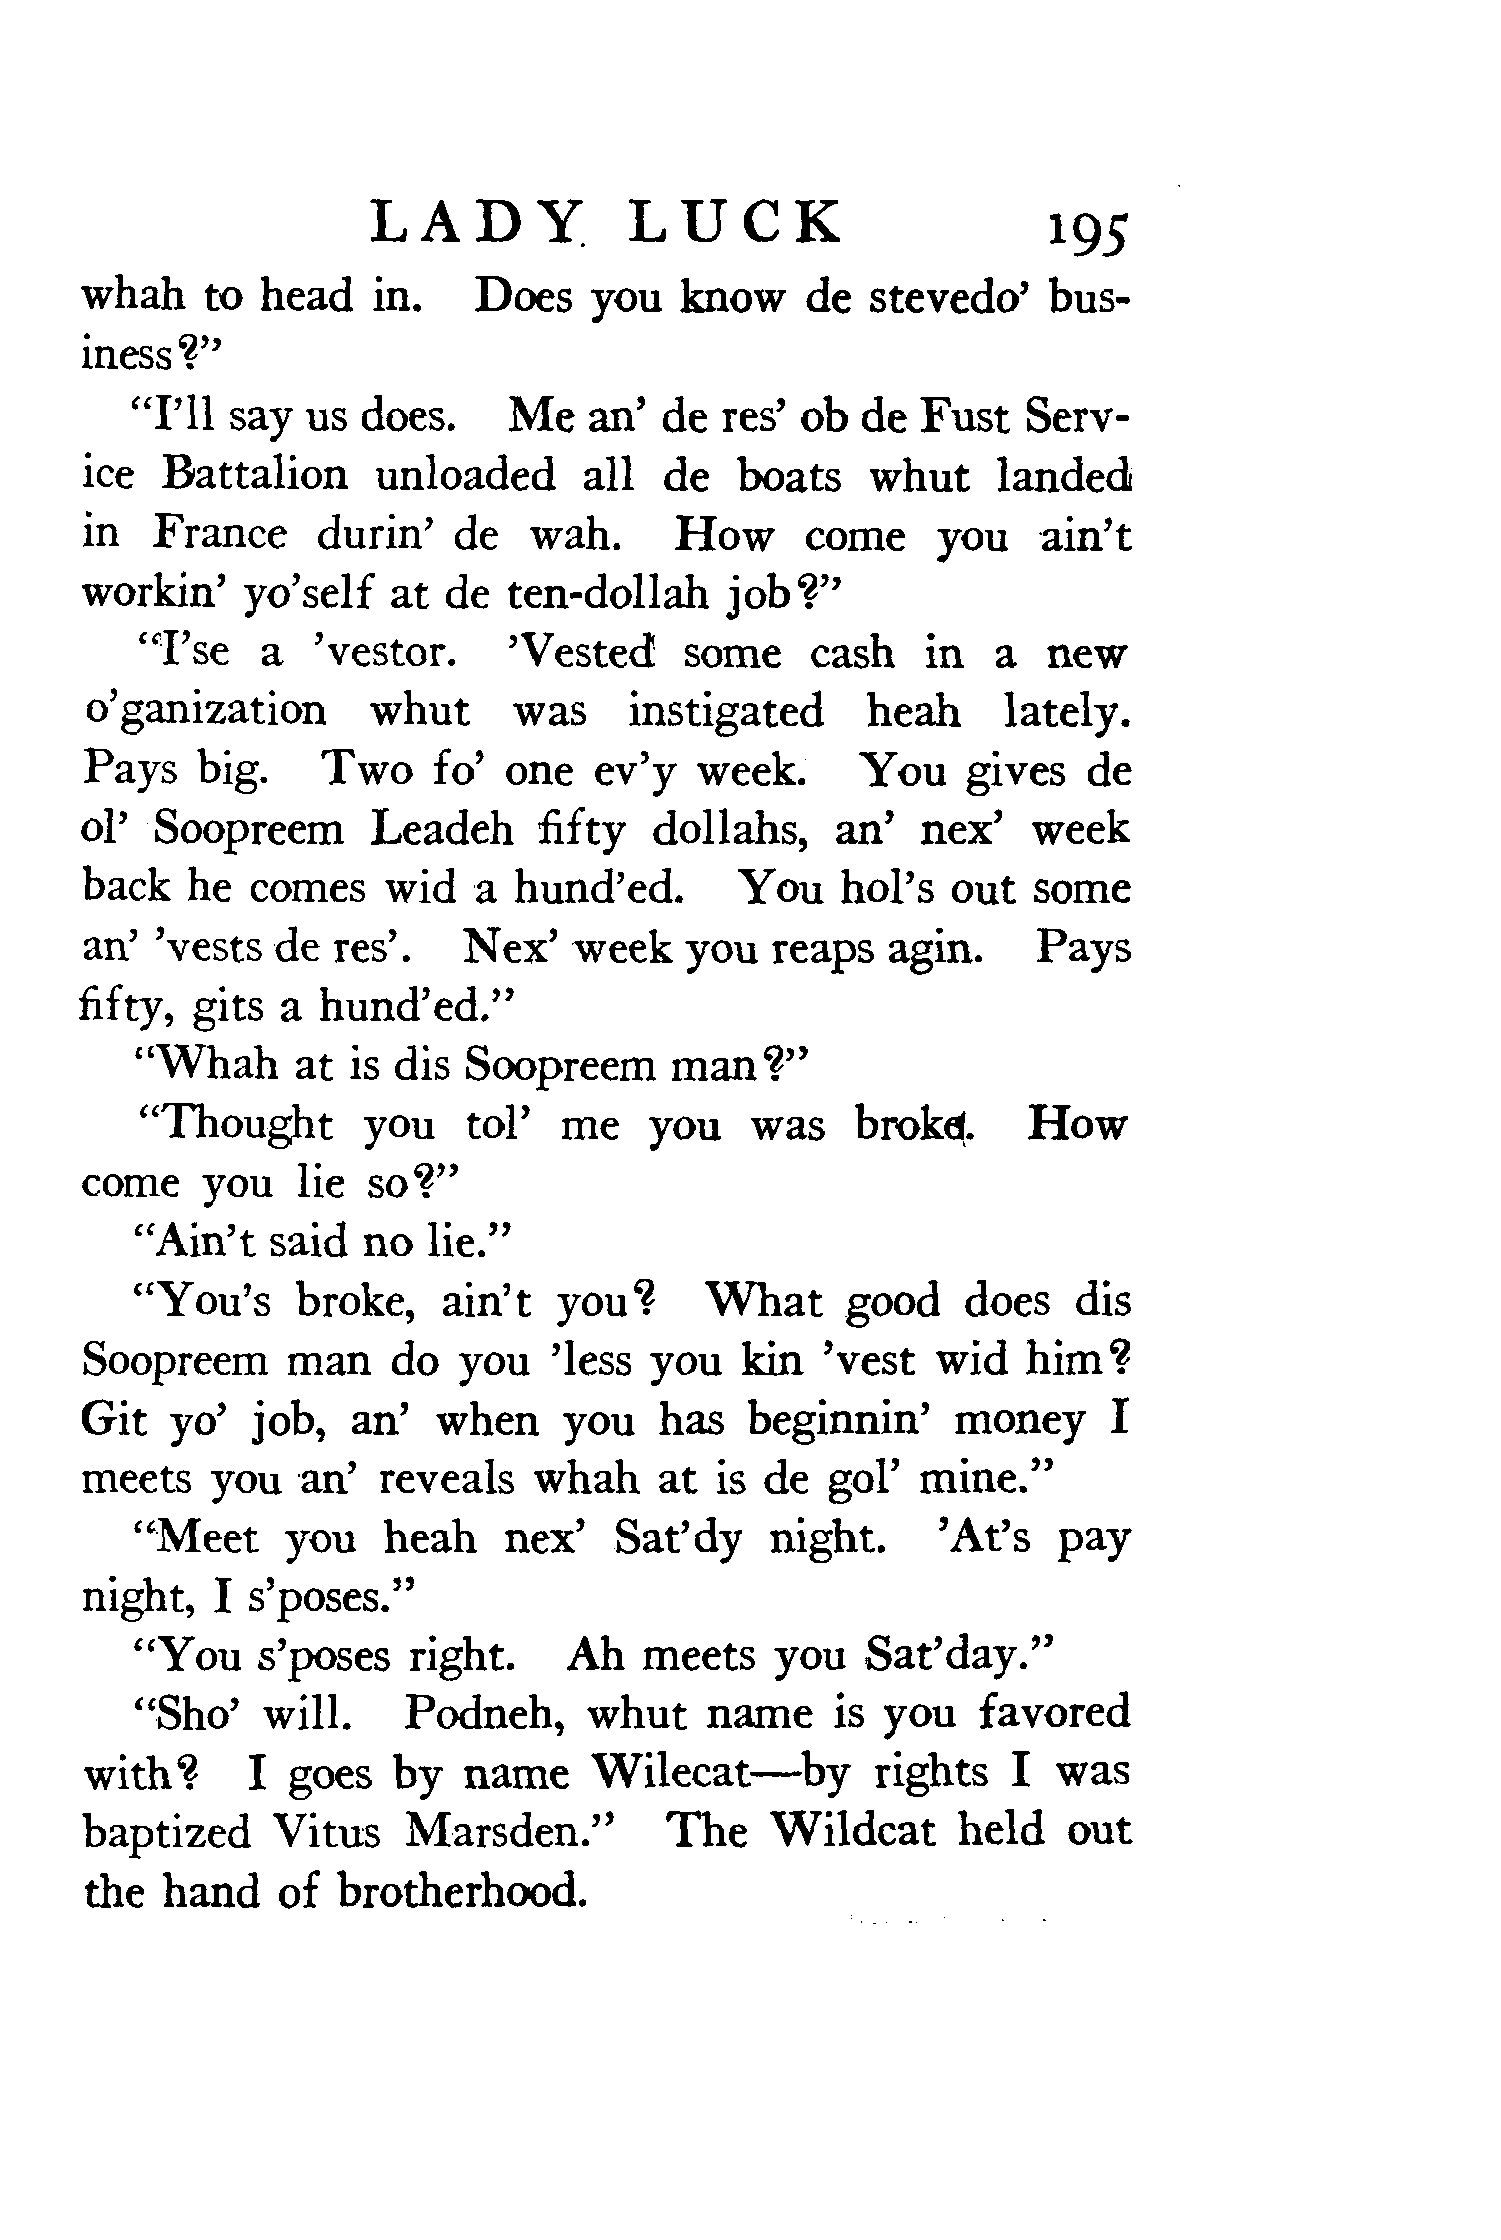 LADY LUCK 195
whah to head in. Does you know de stevedo’ bus-
iness?”
“I’ll say us does. Me an’ de res’ ob de Fust Serv-
ice Battalion unloaded all de boats whut landed
in France durin’ de wah. How come you ain’t
workin’ yo’self at de ten-dollah job?”
“I’se a ’vestor. ’Vested some cash in a new
o’ganization whut was instigated heah lately.
Pays big. Two fo’ one ev’y week. You gives de
ol’ Soopreem Leadeh fifty dollahs, an’ nex’ week
back he comes wid a hund’ed. You hol’s out some
an’ ’vests de res’. Nex’ week you reaps agin. Pays
fifty, gits a hund’ed.”
“Whah at is dis Soopreem man?”
“Thought you tol’ me you was broke. How
come you lie so?”
“Ain’t said no lie.”
“You’s broke, ain’t you? What good does dis
Soopreem man do you ’less you kin ’vest wid him?
Git yo’ job, an’ when you has beginnin’ money I
meets you an’ reveals whah at is de gol’ mine.”
“Meet you heah nex’ Sat’dy night. ’At’s pay
night, I s’poses.”
“You s’poses right. Ah meets you Sat’day.”
“Sho’ will. Podneh, whut name is you favored
with? I goes by name Wilecat—by rights I was
baptized Vitus Marsden.” The Wildcat held out
the hand of brotherhood.